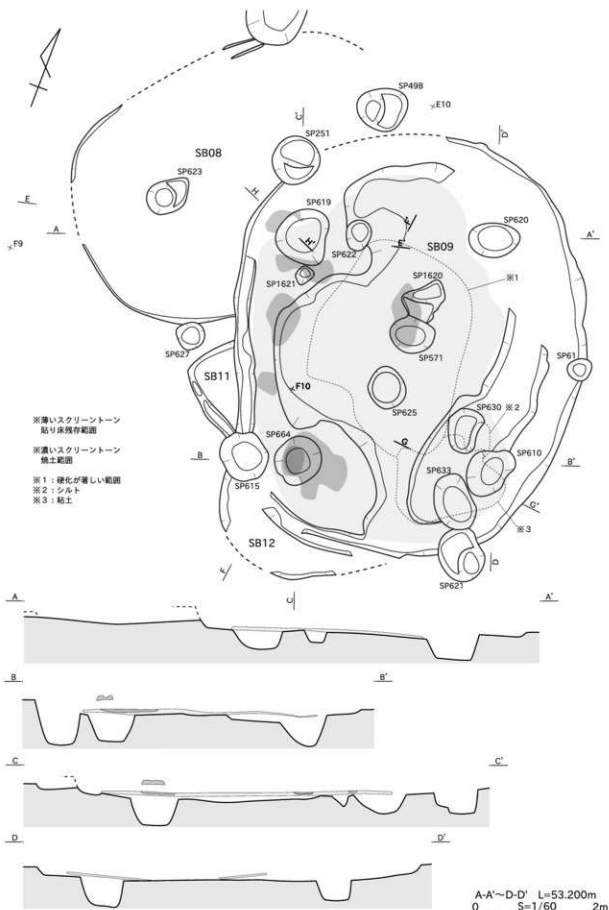 SP498
E10
C'
D'
SP251
SB08
SP623
E
H
A
SP619
F
SP620
A'
F9
H'
E'
SB09
SP622
SP1621
SP1620
※1
SP571
SP627
SP61
SB11
F10
SP625
SP630
※2
※薄いスクリーントーン
貼り床残存範囲
※濃いスクリーントーン
焼土範囲
※1:硬化が著しい範囲
※2:シルト
※3:粘土
G
SP664
SP610
B
B'
SP615
SP633
G'
※3
SB12
SP621
D
F
C
A
A'
B
B'
C
C'
D
D'
A-A'~D-D' L=53.200m
0 S=1/60 2m